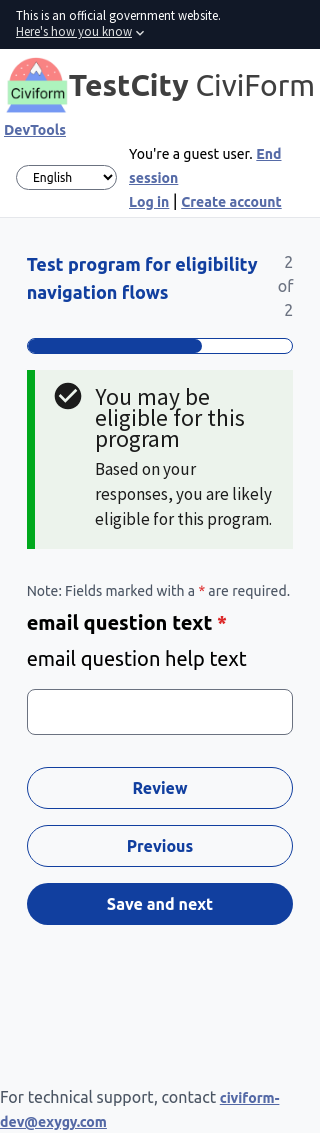 This is an official government website.
Here's how you know
Civiform
TestCity CiviForm
DevTools
English
You're a guest user. End
session
Log in | Create account
Test program for eligibility
navigation flows
2
of
2
You may be
eligible for this
program
Based on your
responses, you are likely
eligible for this program.
Note: Fields marked with a * are required.
email question text *
email question help text
Review
Previous
Save and next
For technical support, contact civiform-
dev@exygy.com